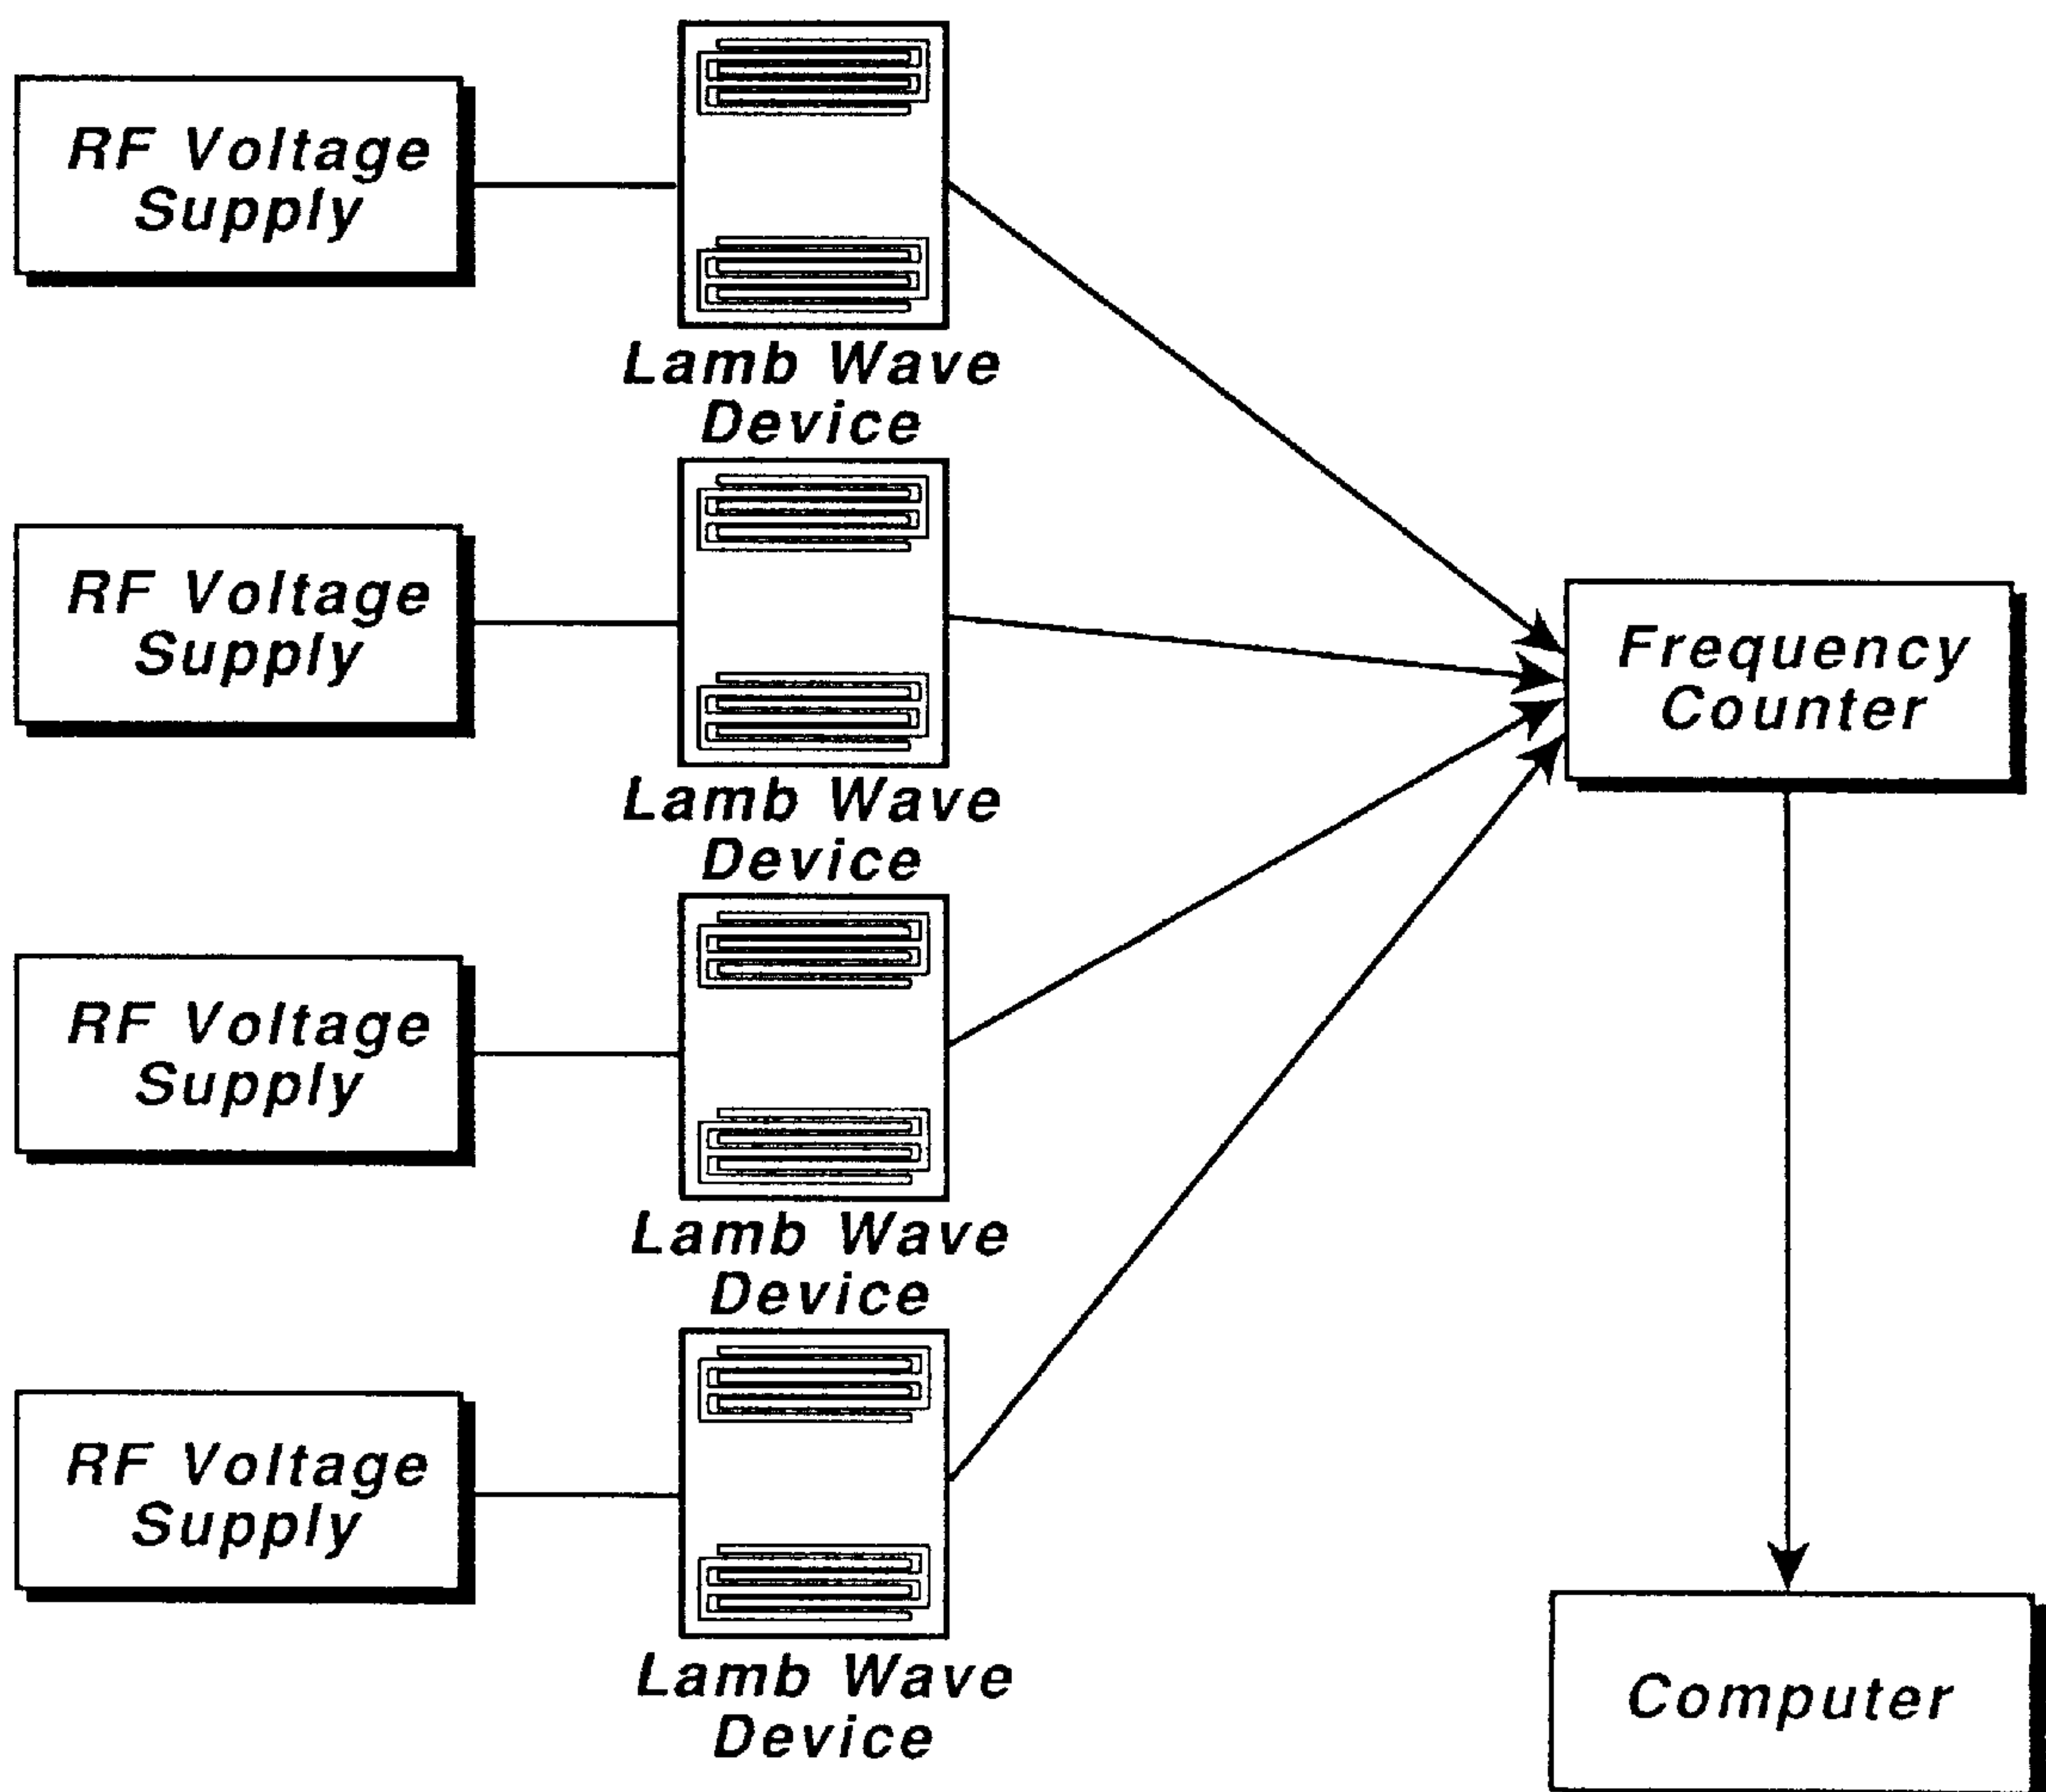 RF Voltage
Supply
Lamb Wave
Device
RF Voltage
Supply
Lamb Wave
Device
RF Voltage
Supply
Lamb Wave
Device
RF Voltage
Supply
Lamb Wave
Device
Frequency
Counter
Computer